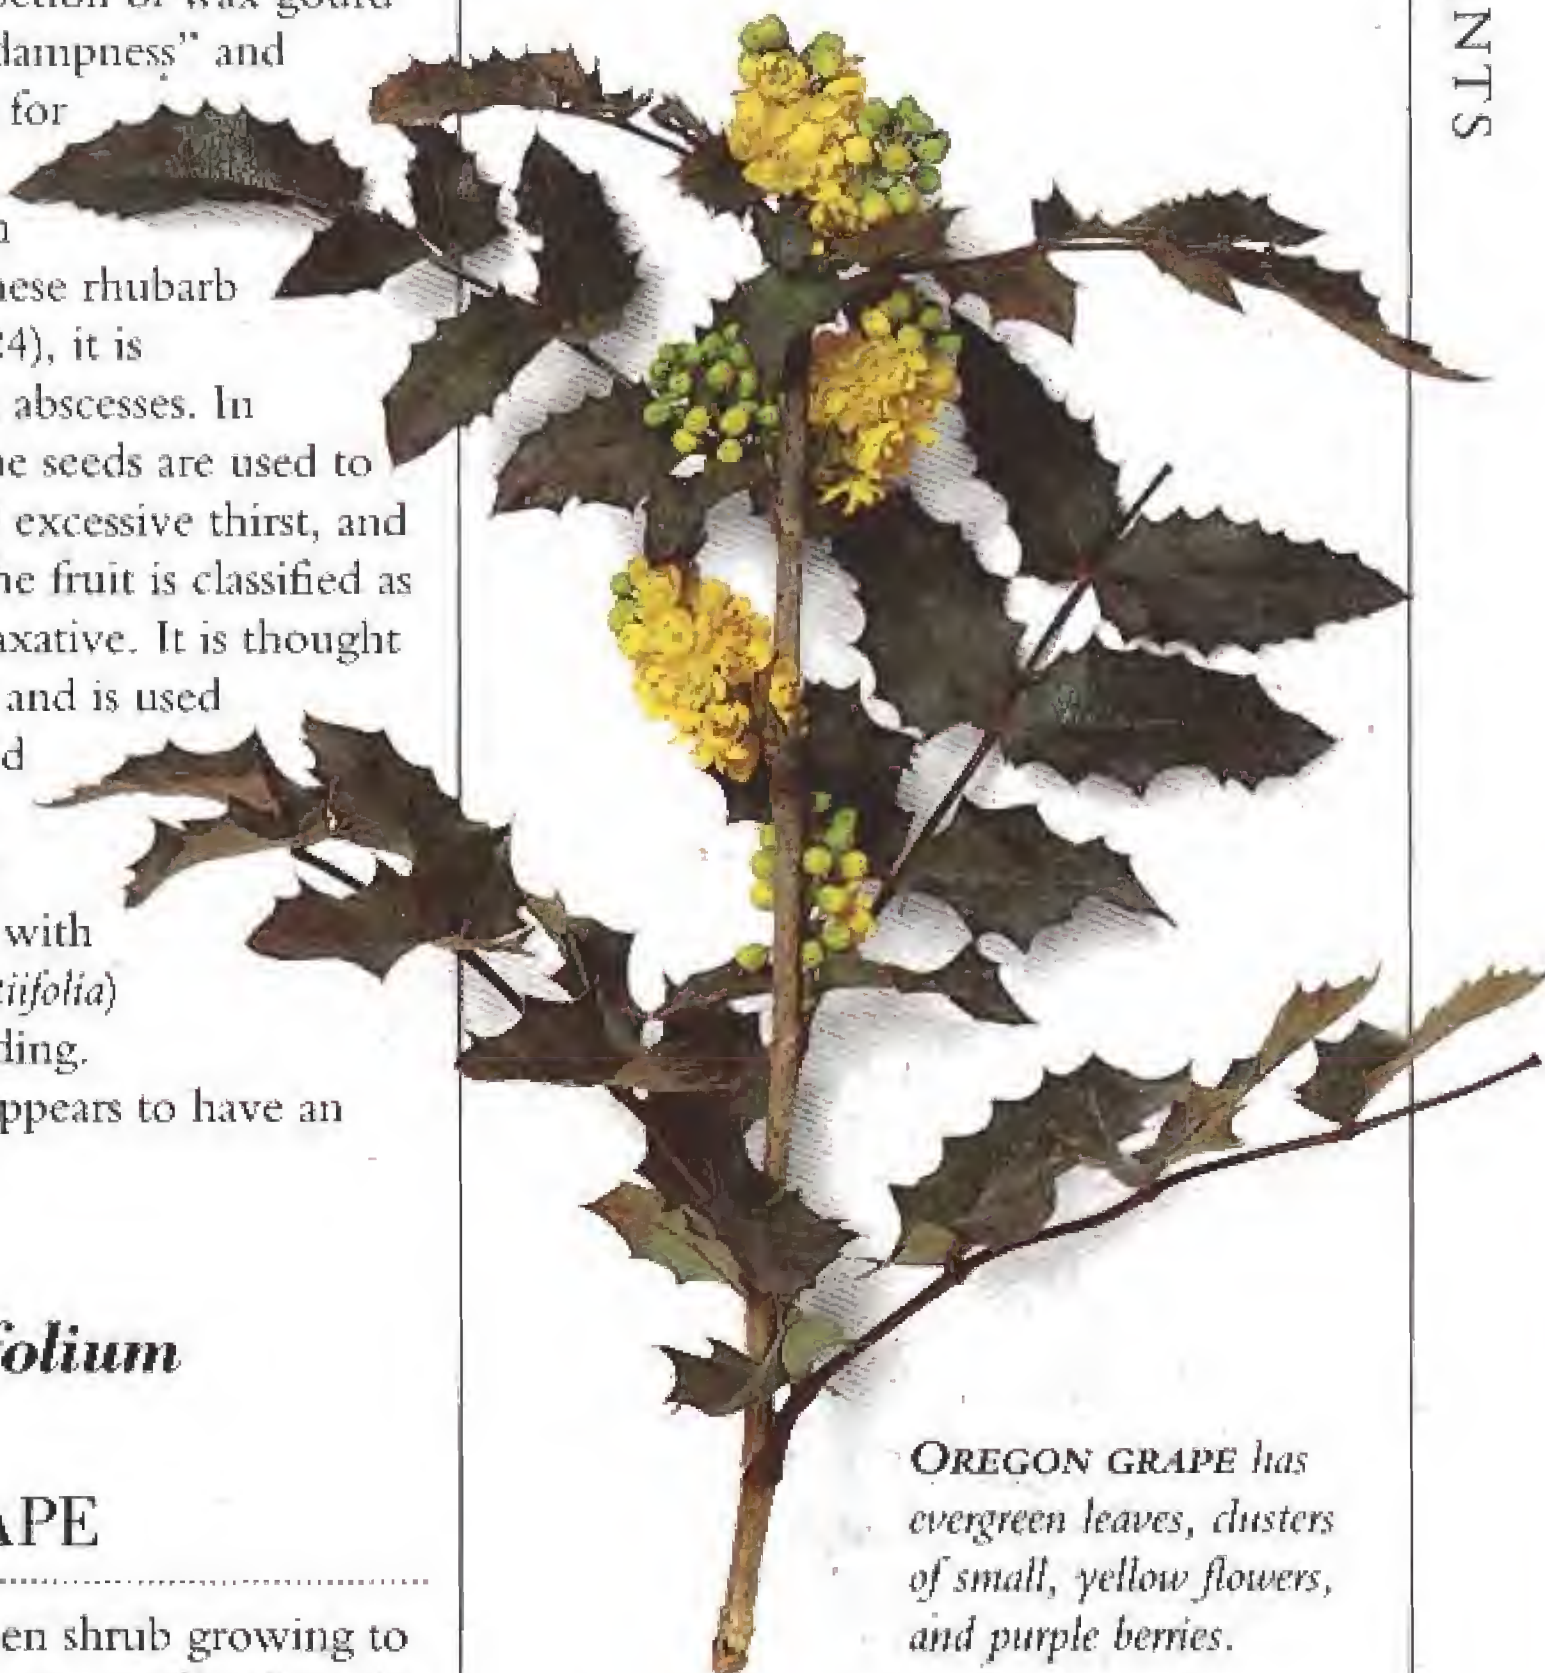 wax gourd
dampness" and
for
rhubarb
4), it is
abscesses. In
seeds are used to
excessive thirst, and
fruit is classified as
axative. It is thought
and is used
d
with
iifolia)
ding.
ppears to have an
folium
APE
en shrub growing to
NTS
OREGON GRAPE has
evergreen leaves, clusters
of small, yellow flowers,
and purple berries.